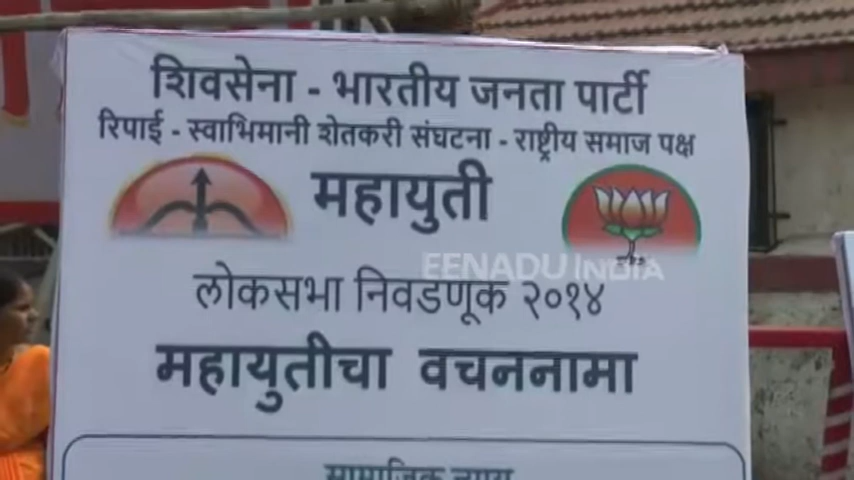 शिवसेना - भारतीय जनता पार्टी
रिपाई - स्वाभिमानी शेतकरी संघटना - राष्ट्रीय समाज पक्ष
महायुती
EENADU INDIA
लोकसभा निवडणूक २०१४
महायुतीचा वचननामा
सामाजिक न्याय